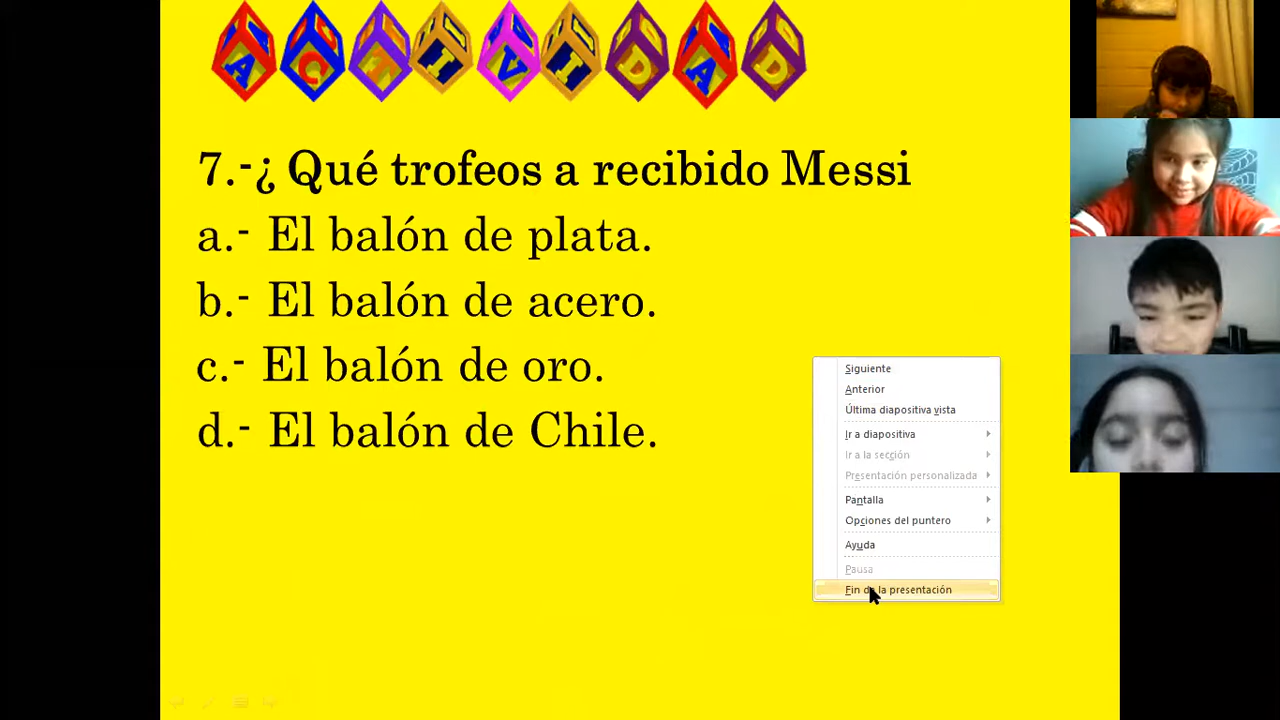 ACTIVIDAD
7.-¿ Qué trofeos a recibido Messi
a.- El balón de plata.
b.- El balón de acero.
c.- El balón de oro.
d.- El balón de Chile.
Siguiente
Anterior
Última diapositiva vista
Ir a diapositiva
Ir a la sección
Presentación personalizada
Pantalla
Opciones del puntero
Ayuda
Pausa
Fin de la presentación